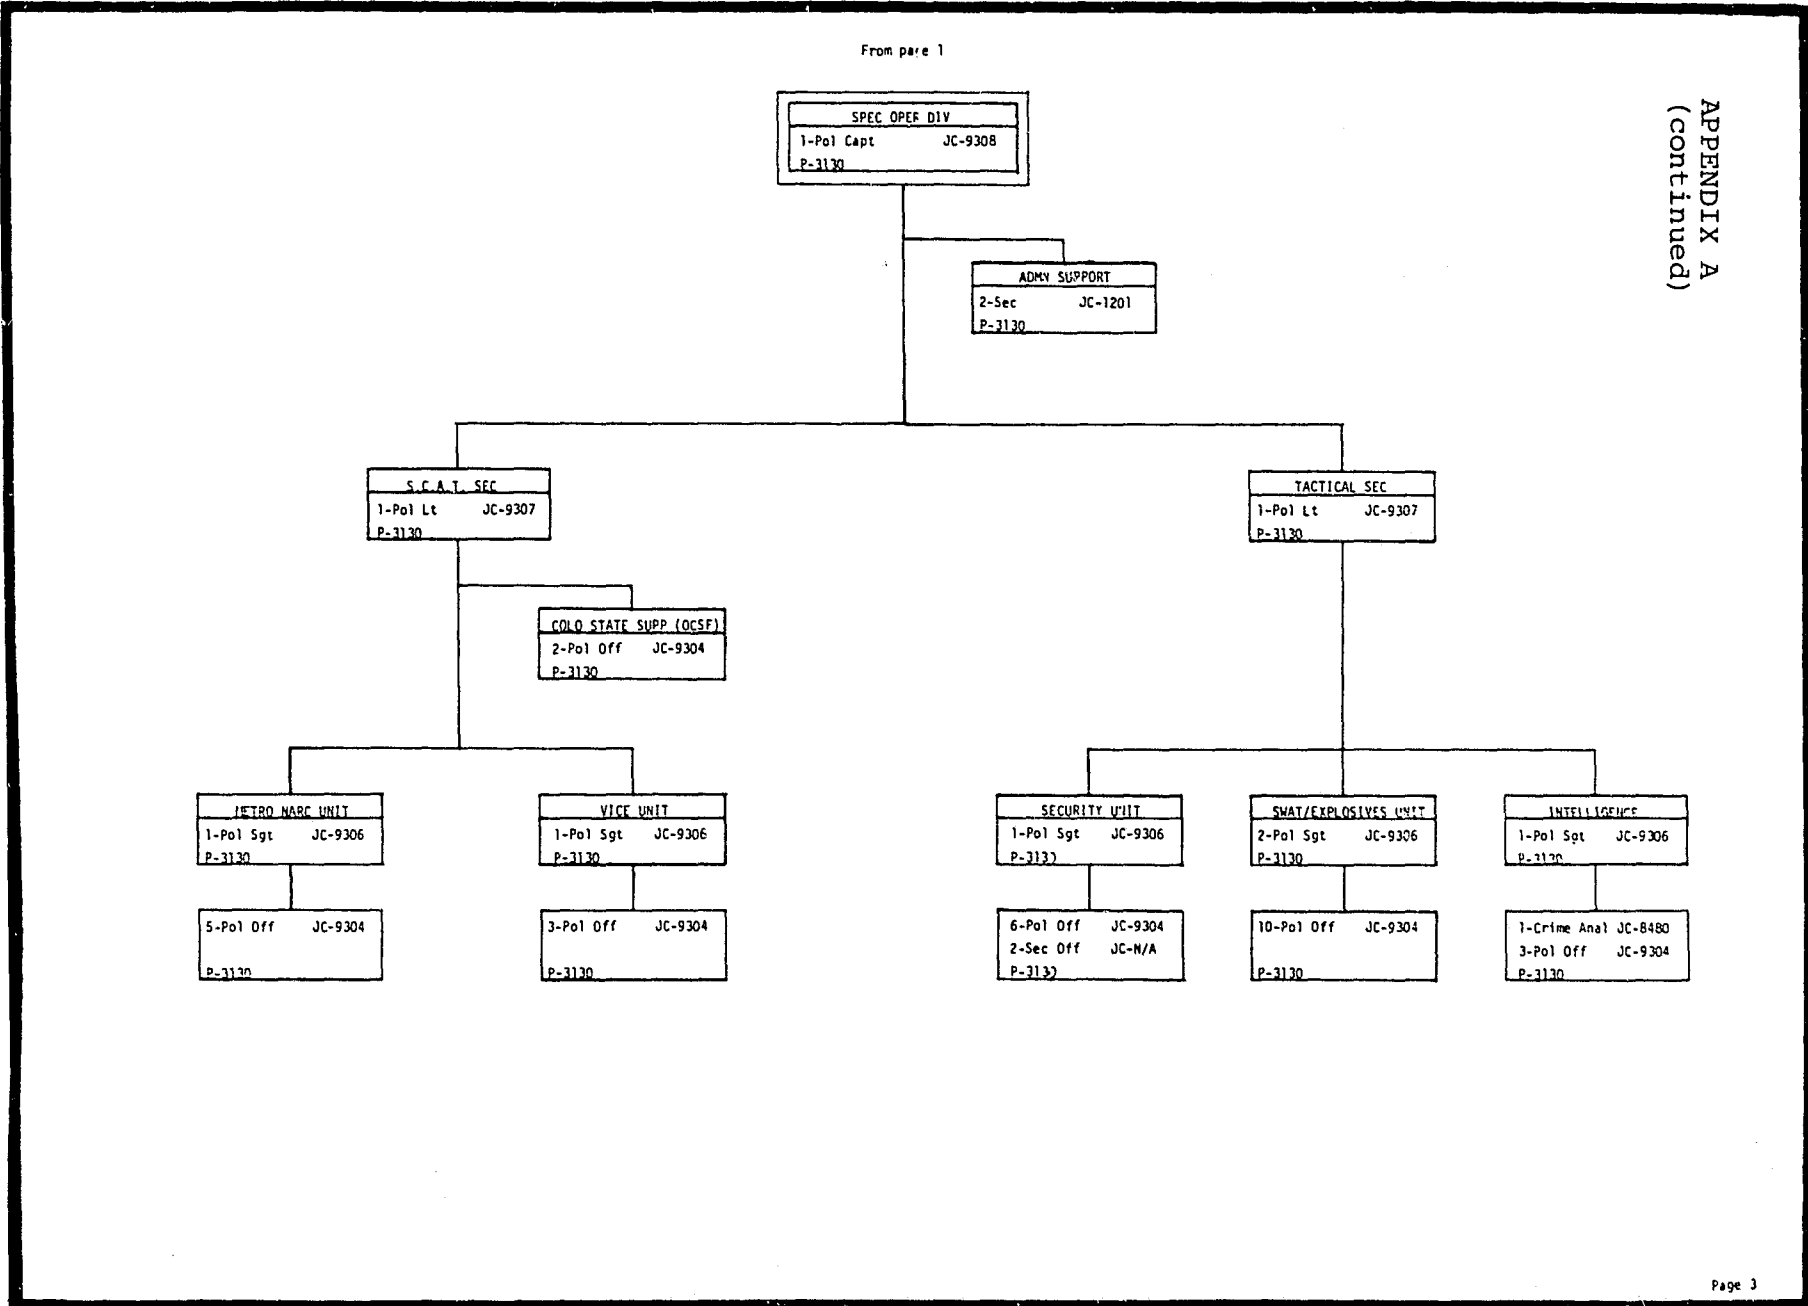 From page 1
APPENDIX A
(continued)
SPEC OPER DIV
1-Pol Capt JC-9308
P-3130
ADMN SUPPORT
2-Sec JC-1201
P-3130
S.C.A.T. SEC
1-Pol Lt JC-9307
P-3130
TACTICAL SEC
1-Pol Lt JC-9307
P-3130
COLO STATE SUPP (OCSF)
2-Pol Off JC-9304
P-3130
METRO NARC UNIT
1-Pol Sgt JC-9306
P-3130
VICE UNIT
1-Pol Sgt JC-9306
P-3130
SECURITY UNIT
1-Pol Sgt JC-9306
P-3130
SWAT/EXPLOSIVES UNIT
2-Pol Sgt JC-9306
P-3130
INTELLIGENCE
1-Pol Sgt JC-9306
P-3130
5-Pol Off JC-9304
P-3130
3-Pol Off JC-9304
P-3130
6-Pol Off JC-9304
2-Sec Off JC-N/A
P-3130
10-Pol Off JC-9304
P-3130
1-Crime Anal JC-8480
3-Pol Off JC-9304
P-3130
Page 3